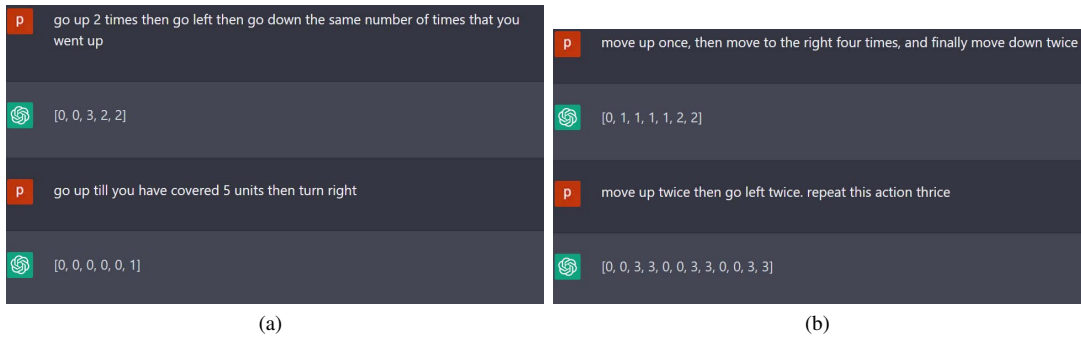 p
go up 2 times then go left then go down the same number of times that you
went up
[0, 0, 3, 2, 2]
p
go up till you have covered 5 units then turn right
[0, 0, 0, 0, 0, 1]
(a)
p
move up once, then move to the right four times, and finally move down twice
[0, 1, 1, 1, 1, 2, 2]
p
move up twice then go left twice. repeat this action thrice
[0, 0, 3, 3, 0, 0, 3, 3, 0, 0, 3, 3]
(b)